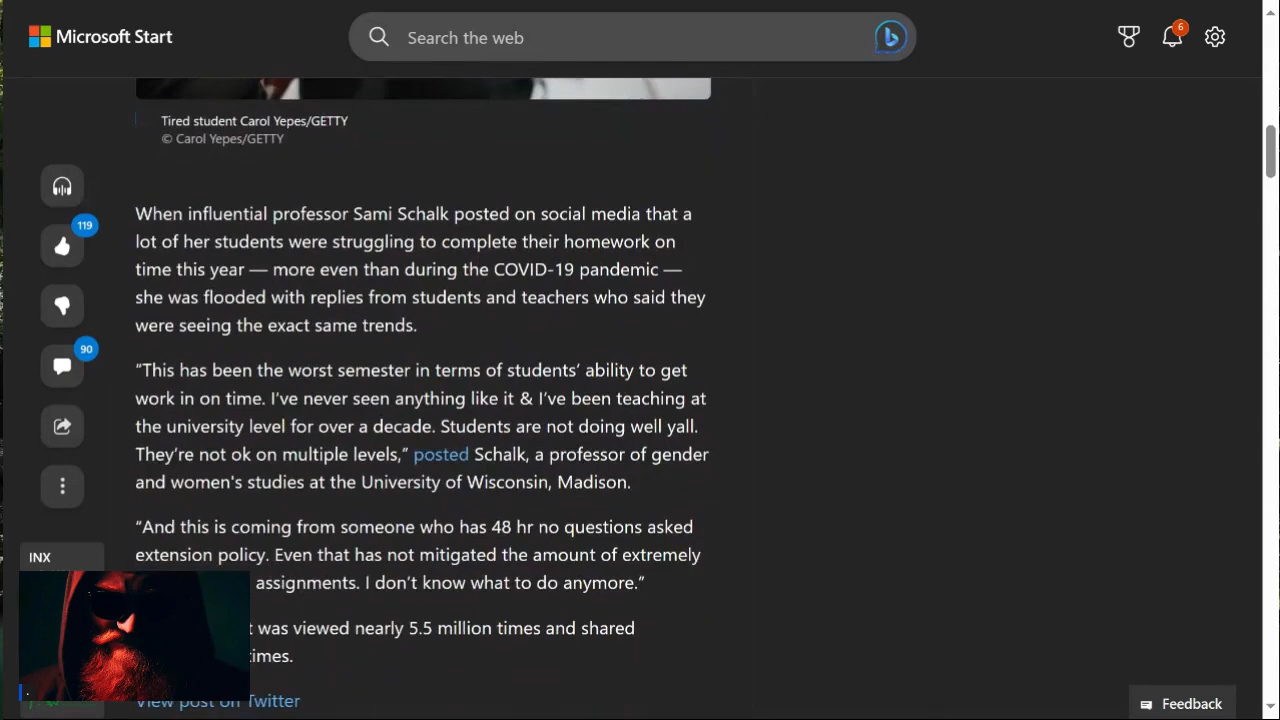 Microsoft Start
Search the web
6
Tired student Carol Yepes/GETTY
© Carol Yepes/GETTY
119
When influential professor Sami Schalk posted on social media that a
lot of her students were struggling to complete their homework on
time this year — more even than during the COVID-19 pandemic —
she was flooded with replies from students and teachers who said they
were seeing the exact same trends.
90
“This has been the worst semester in terms of students’ ability to get
work in on time. I’ve never seen anything like it & I’ve been teaching at
the university level for over a decade. Students are not doing well yall.
They’re not ok on multiple levels,” posted Schalk, a professor of gender
and women's studies at the University of Wisconsin, Madison.
“And this is coming from someone who has 48 hr no questions asked
extension policy. Even that has not mitigated the amount of extremely
INX
assignments. I don’t know what to do anymore.”
was viewed nearly 5.5 million times and shared
times.
View post on Twitter
Feedback